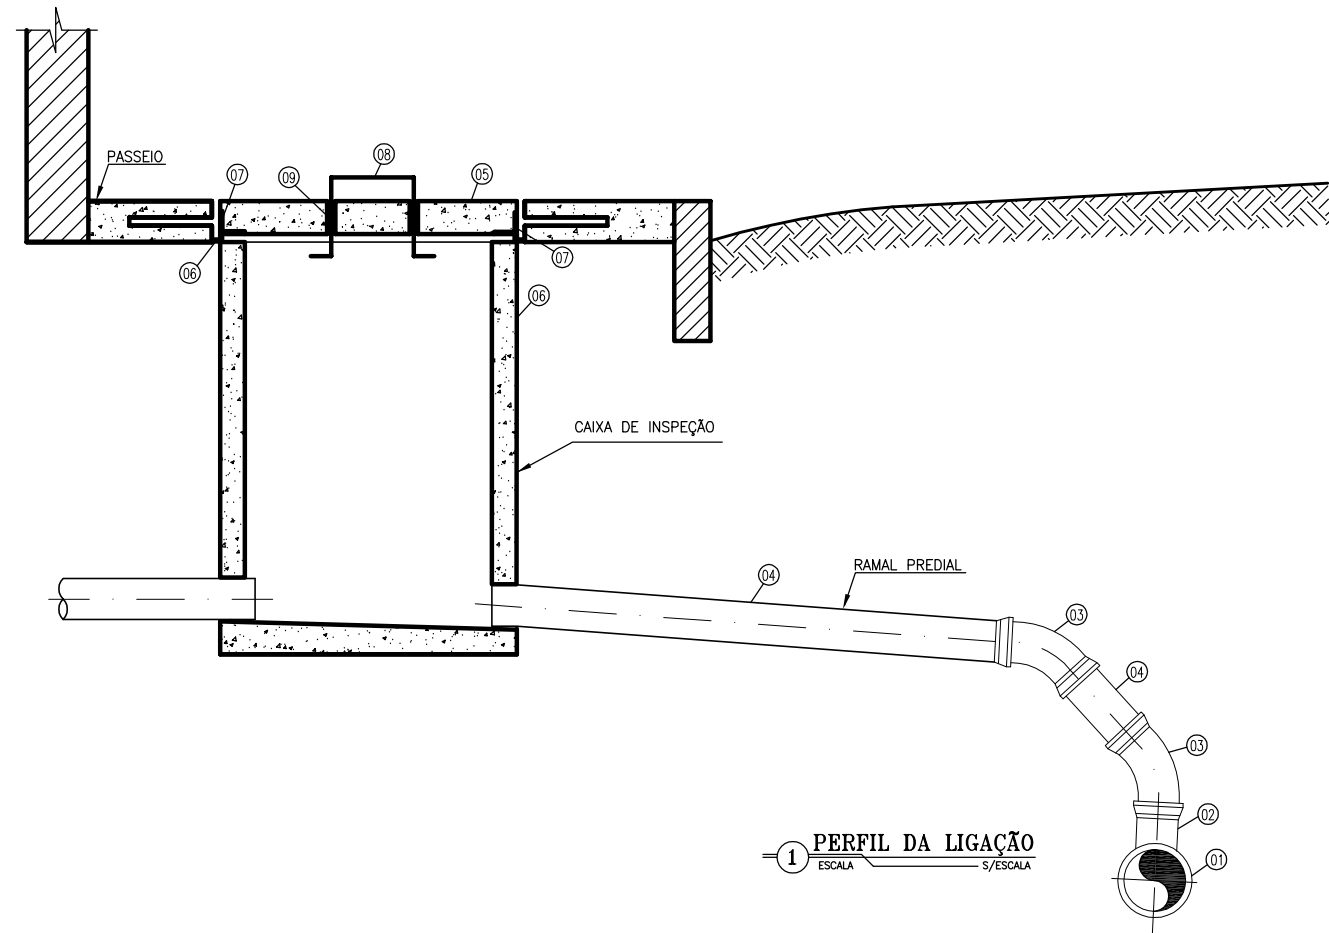 PASSEIO
07
09
08
05
06
07
06
CAIXA DE INSPEÇÃO
04
RAMAL PREDIAL
03
04
03
02
01
1 PERFIL DA LIGAÇÃO
ESCALA S/ESCALA